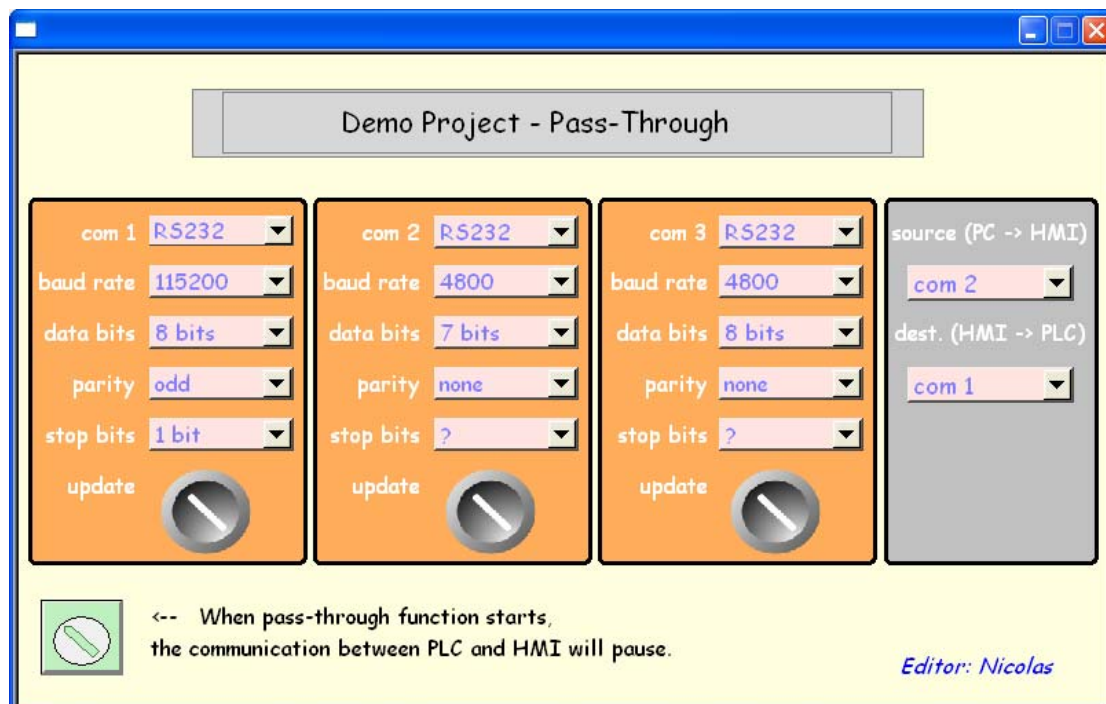 Demo Project - Pass-Through
com 1 RS232
baud rate 115200
data bits 8 bits
parity odd
stop bits 1 bit
update
com 2 RS232
baud rate 4800
data bits 7 bits
parity none
stop bits ?
update
com 3 RS232
baud rate 4800
data bits 8 bits
parity none
stop bits ?
update
source (PC -> HMI)
com 2
dest. (HMI -> PLC)
com 1
<-- When pass-through function starts,
the communication between PLC and HMI will pause.
Editor: Nicolas